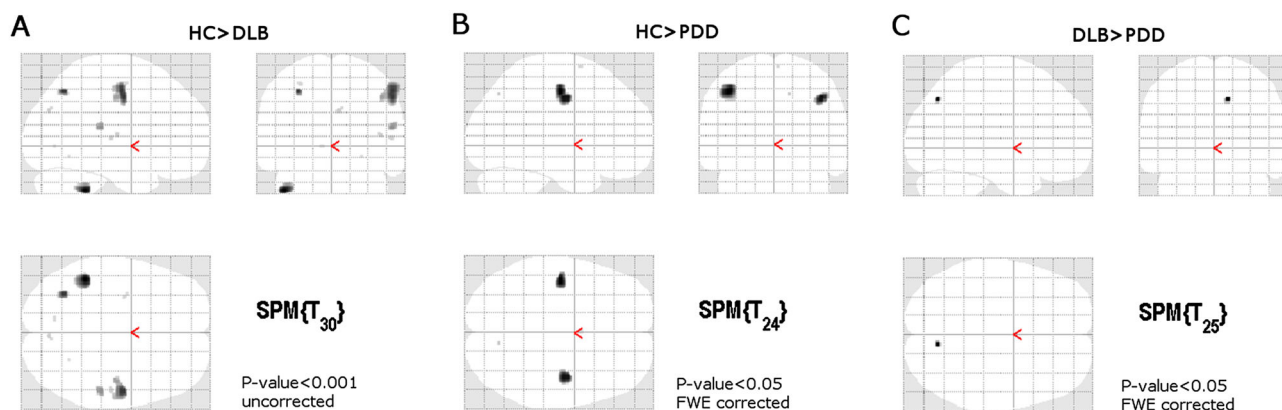 A
HC>DLB
SPM{T30}
P-value<0.001
uncorrected
B
HC>PDD
SPM{T24}
P-value<0.05
FWE corrected
C
DLB>PDD
SPM{T25}
P-value<0.05
FWE corrected